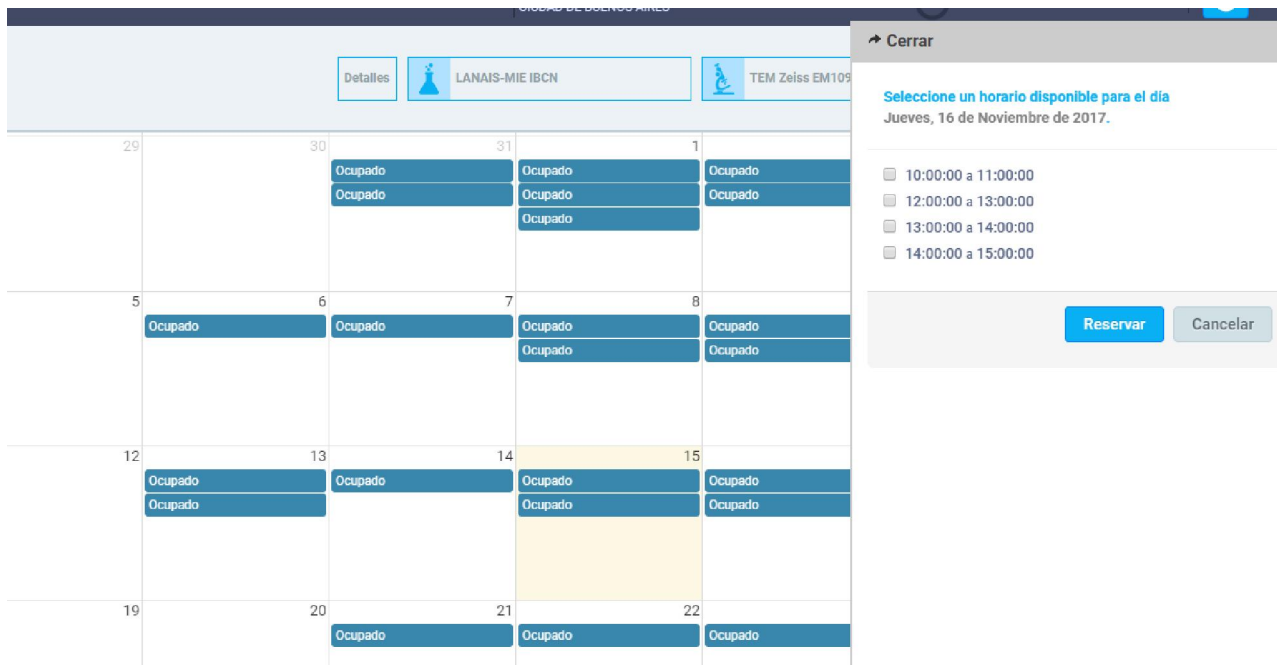 CIUDAD DE BUENOS AIRES
Cerrar
Detalles
LANAIS-MIE IBCN
TEM Zeiss EM109
Seleccione un horario disponible para el día
Jueves, 16 de Noviembre de 2017.
10:00:00 a 11:00:00
12:00:00 a 13:00:00
13:00:00 a 14:00:00
14:00:00 a 15:00:00
Reservar Cancelar
29 30 31 1
Ocupado Ocupado Ocupado
Ocupado Ocupado Ocupado
Ocupado
5 6 7 8
Ocupado Ocupado Ocupado Ocupado
Ocupado Ocupado
12 13 14 15
Ocupado Ocupado Ocupado Ocupado
Ocupado Ocupado Ocupado
19 20 21 22
Ocupado Ocupado Ocupado